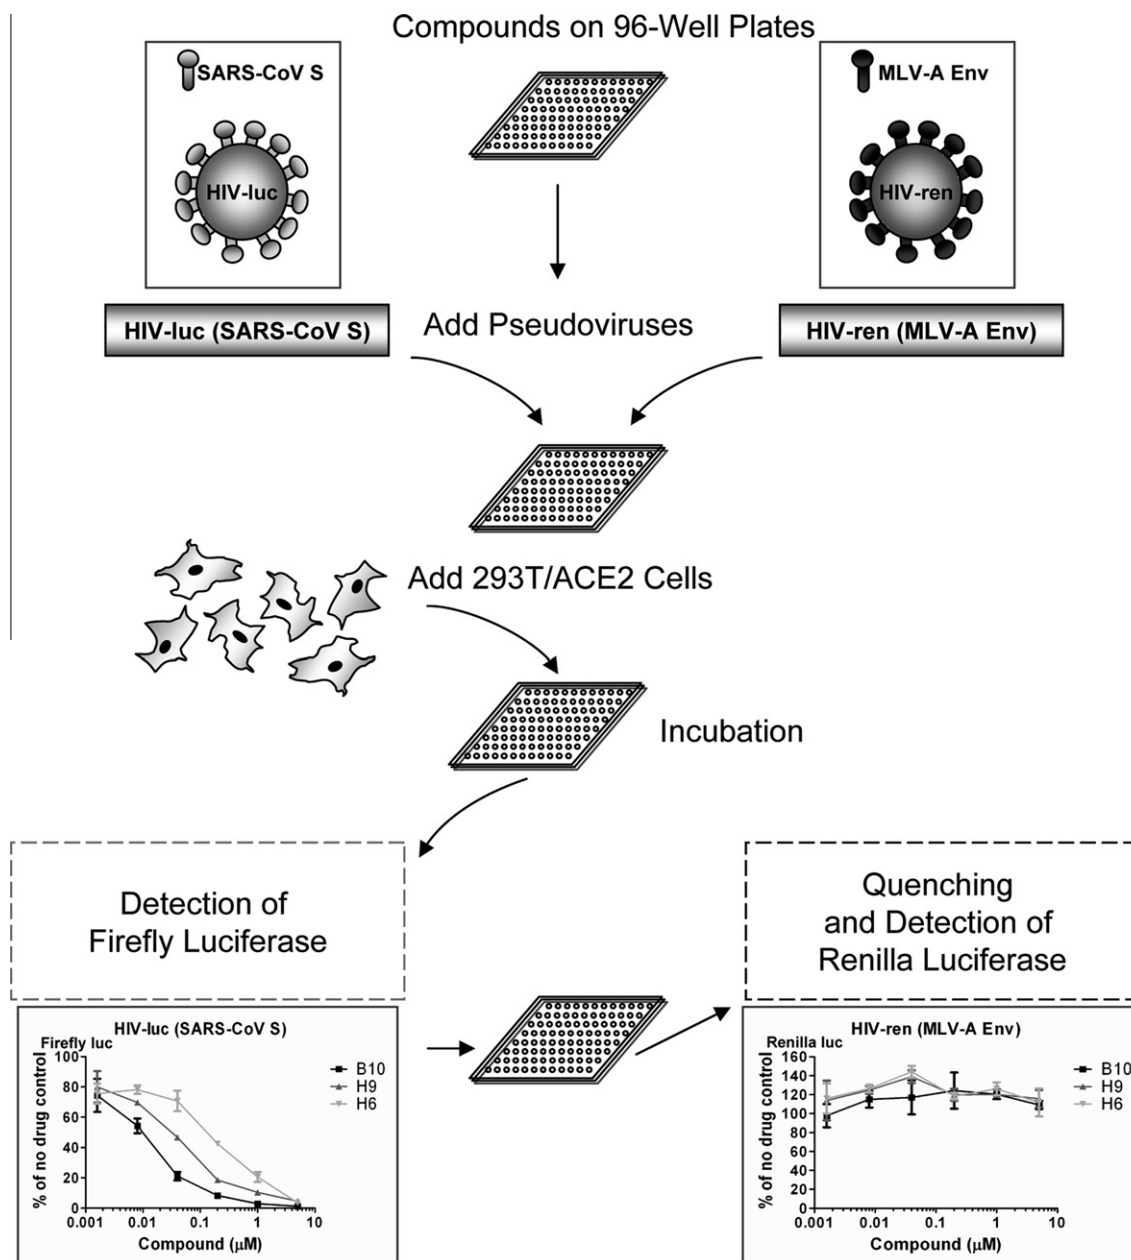 Compounds on 96-Well Plates
SARS-CoV S
HIV-luc
MLV-A Env
HIV-ren
HIV-luc (SARS-CoV S)
Add Pseudoviruses
HIV-ren (MLV-A Env)
Add 293T/ACE2 Cells
Incubation
Detection of
Firefly Luciferase
Quenching
and Detection of
Renilla Luciferase
HIV-luc (SARS-CoV S)
Firefly luc
% of no drug control
100
80
60
40
20
0
0.001 0.01 0.1 1 10
Compound (μM)
B10
H9
H6
HIV-ren (MLV-A Env)
Renilla luc
% of no drug control
160
140
120
100
80
60
40
20
0
0.001 0.01 0.1 1 10
Compound (μM)
B10
H9
H6